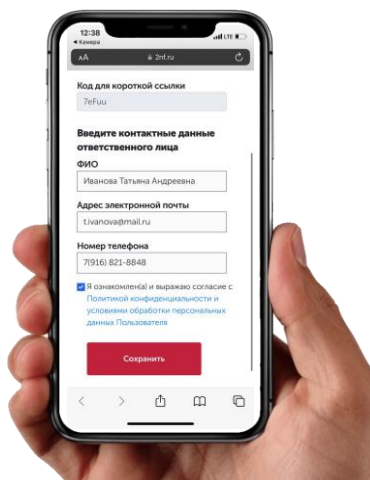 12:38
LTE
◀ Камера
AA 2nf.ru
Код для короткой ссылки
7eFuu
Введите контактные данные
ответственного лица
ФИО
Иванова Татьяна Андреевна
Адрес электронной почты
t.ivanova@mail.ru
Номер телефона
7(916) 821-8848
Я ознакомлен(а) и выражаю согласие с
Политикой конфиденциальности и
условиями обработки персональных
данных Пользователя
Сохранить